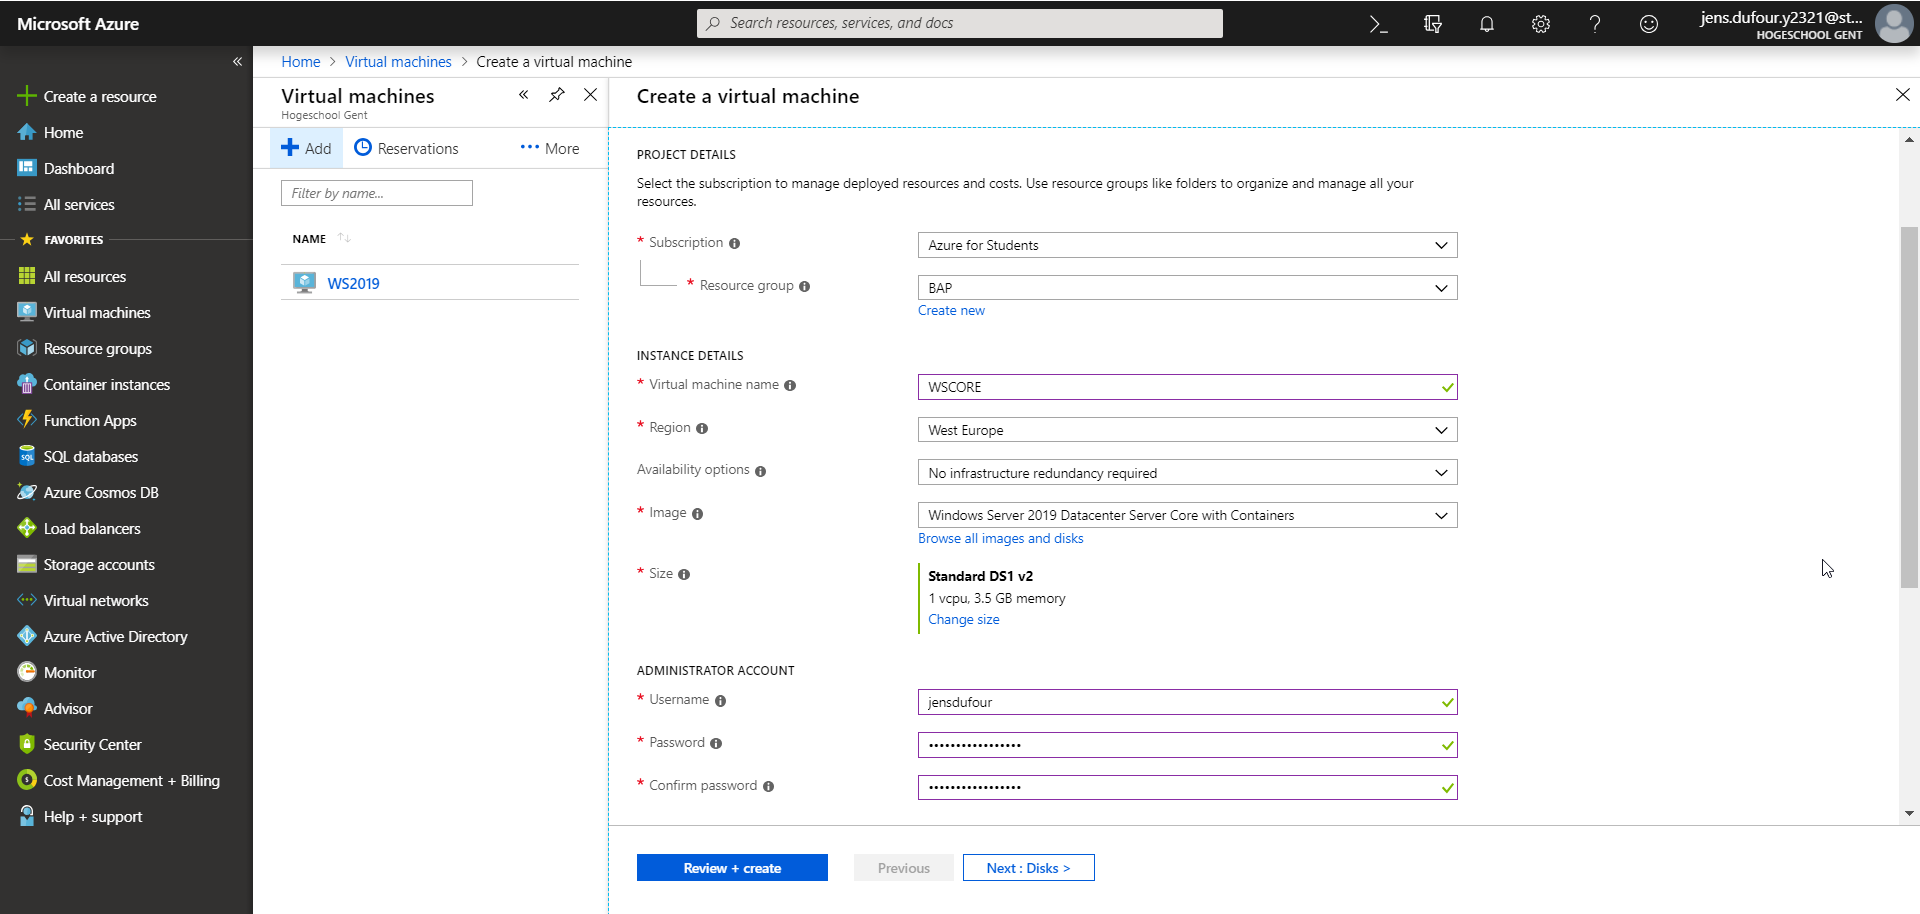 Microsoft Azure
Search resources, services, and docs
jens.dufour.y2321@st...
HOGESCHOOL GENT
Create a resource
Home
Dashboard
All services
FAVORITES
All resources
Virtual machines
Resource groups
Container instances
Function Apps
SQL databases
Azure Cosmos DB
Load balancers
Storage accounts
Virtual networks
Azure Active Directory
Monitor
Advisor
Security Center
Cost Management + Billing
Help + support
Home > Virtual machines > Create a virtual machine
Virtual machines
Hogeschool Gent
Add
Reservations
More
Filter by name...
NAME
WS2019
Create a virtual machine
PROJECT DETAILS
Select the subscription to manage deployed resources and costs. Use resource groups like folders to organize and manage all your
resources.
* Subscription
Azure for Students
* Resource group
BAP
Create new
INSTANCE DETAILS
* Virtual machine name
WSCORE
* Region
West Europe
Availability options
No infrastructure redundancy required
* Image
Windows Server 2019 Datacenter Server Core with Containers
Browse all images and disks
* Size
Standard DS1 v2
1 vcpu, 3.5 GB memory
Change size
ADMINISTRATOR ACCOUNT
* Username
jensdufour
* Password
•••••••••••••••••
* Confirm password
•••••••••••••••••
Review + create
Previous
Next : Disks >